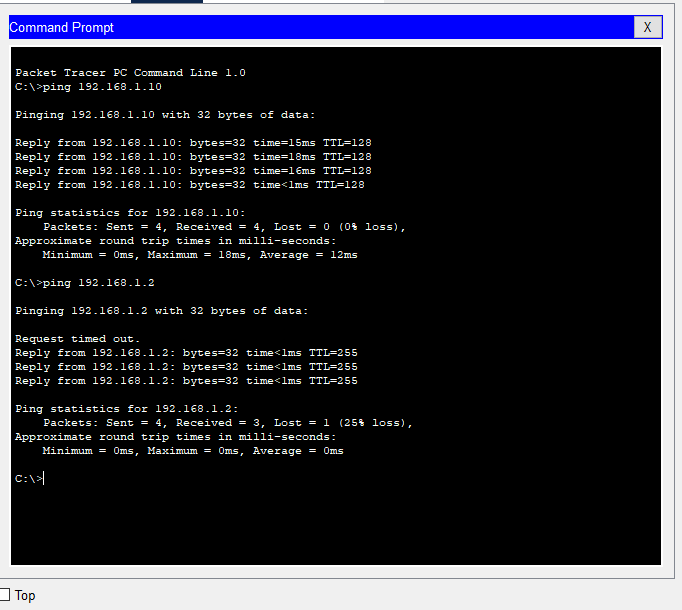 Command Prompt
X
Packet Tracer PC Command Line 1.0
C:\>ping 192.168.1.10
Pinging 192.168.1.10 with 32 bytes of data:
Reply from 192.168.1.10: bytes=32 time=15ms TTL=128
Reply from 192.168.1.10: bytes=32 time=18ms TTL=128
Reply from 192.168.1.10: bytes=32 time=16ms TTL=128
Reply from 192.168.1.10: bytes=32 time<1ms TTL=128
Ping statistics for 192.168.1.10:
    Packets: Sent = 4, Received = 4, Lost = 0 (0% loss),
Approximate round trip times in milli-seconds:
    Minimum = 0ms, Maximum = 18ms, Average = 12ms
C:\>ping 192.168.1.2
Pinging 192.168.1.2 with 32 bytes of data:
Request timed out.
Reply from 192.168.1.2: bytes=32 time<1ms TTL=255
Reply from 192.168.1.2: bytes=32 time<1ms TTL=255
Reply from 192.168.1.2: bytes=32 time<1ms TTL=255
Ping statistics for 192.168.1.2:
    Packets: Sent = 4, Received = 3, Lost = 1 (25% loss),
Approximate round trip times in milli-seconds:
    Minimum = 0ms, Maximum = 0ms, Average = 0ms
C:\>
Top